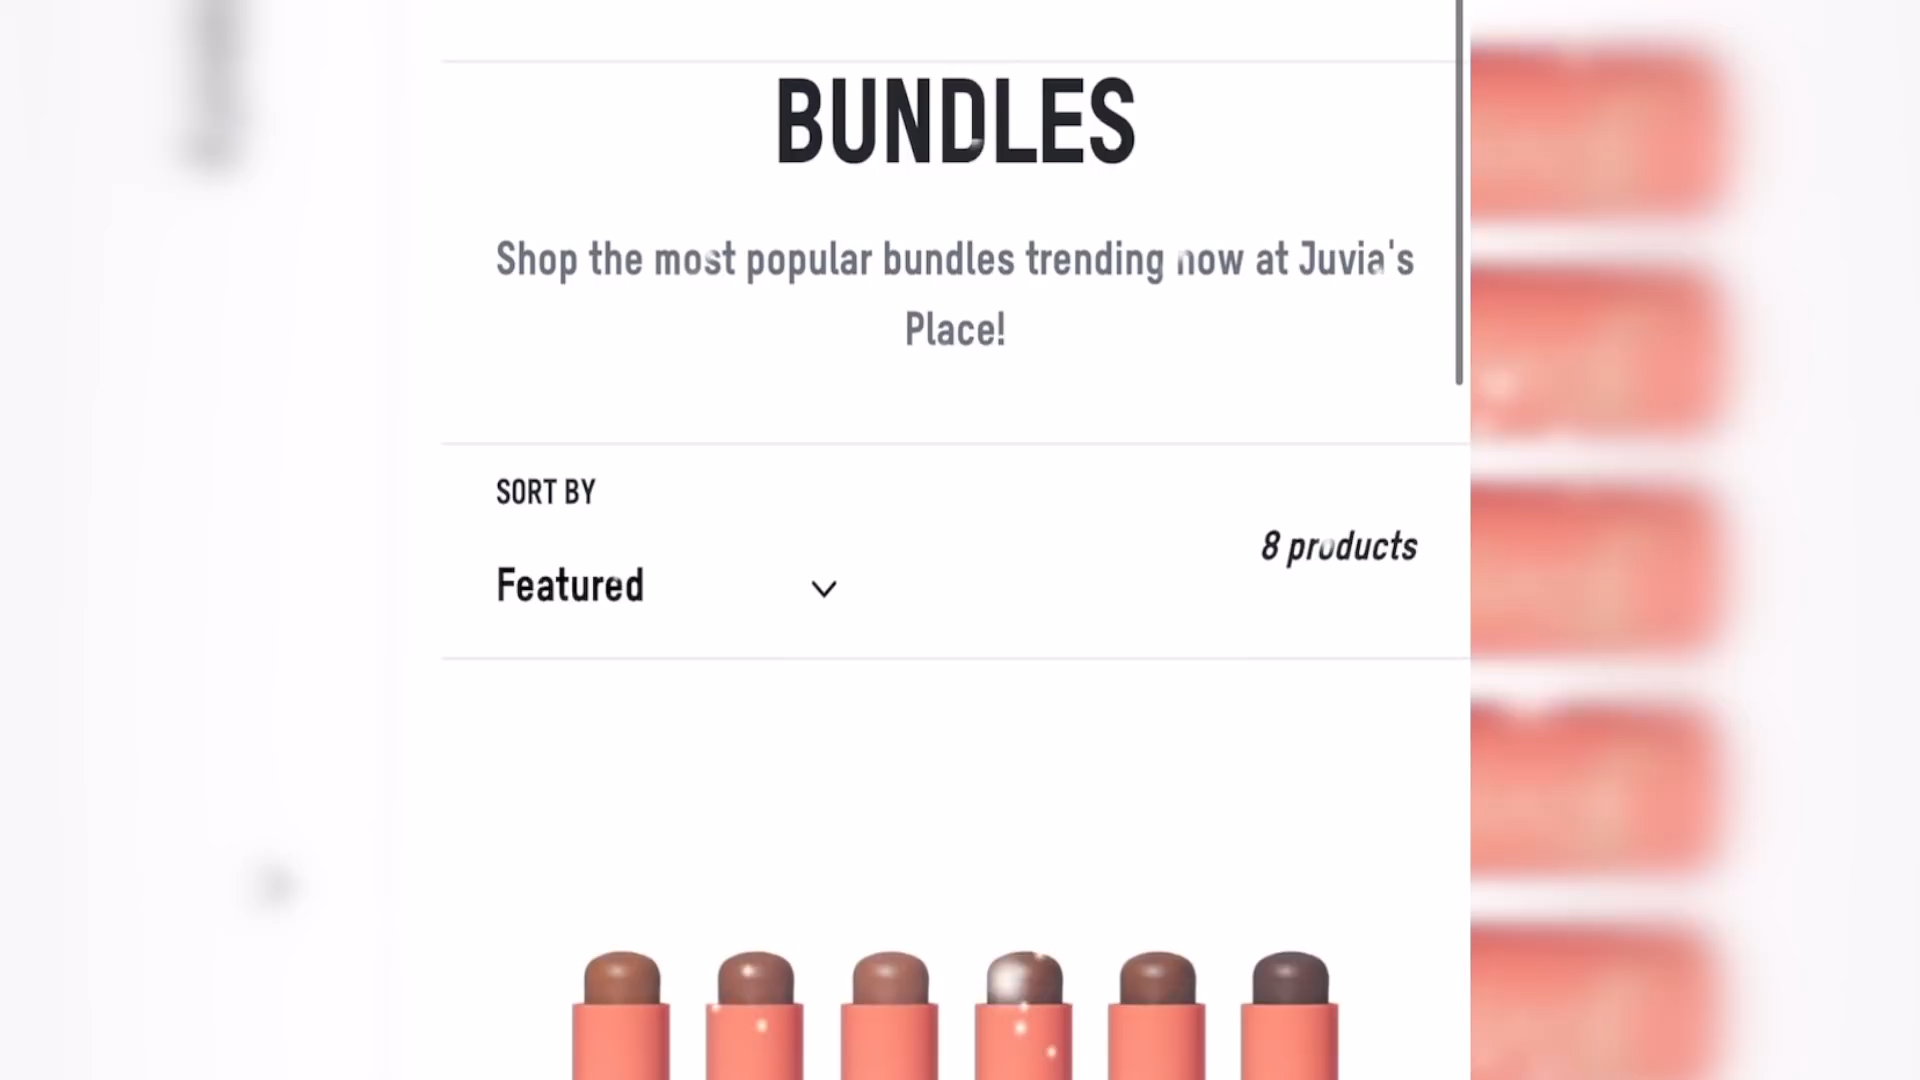 BUNDLES
Shop the most popular bundles trending now at Juvia's
Place!
SORT BY
8 products
Featured